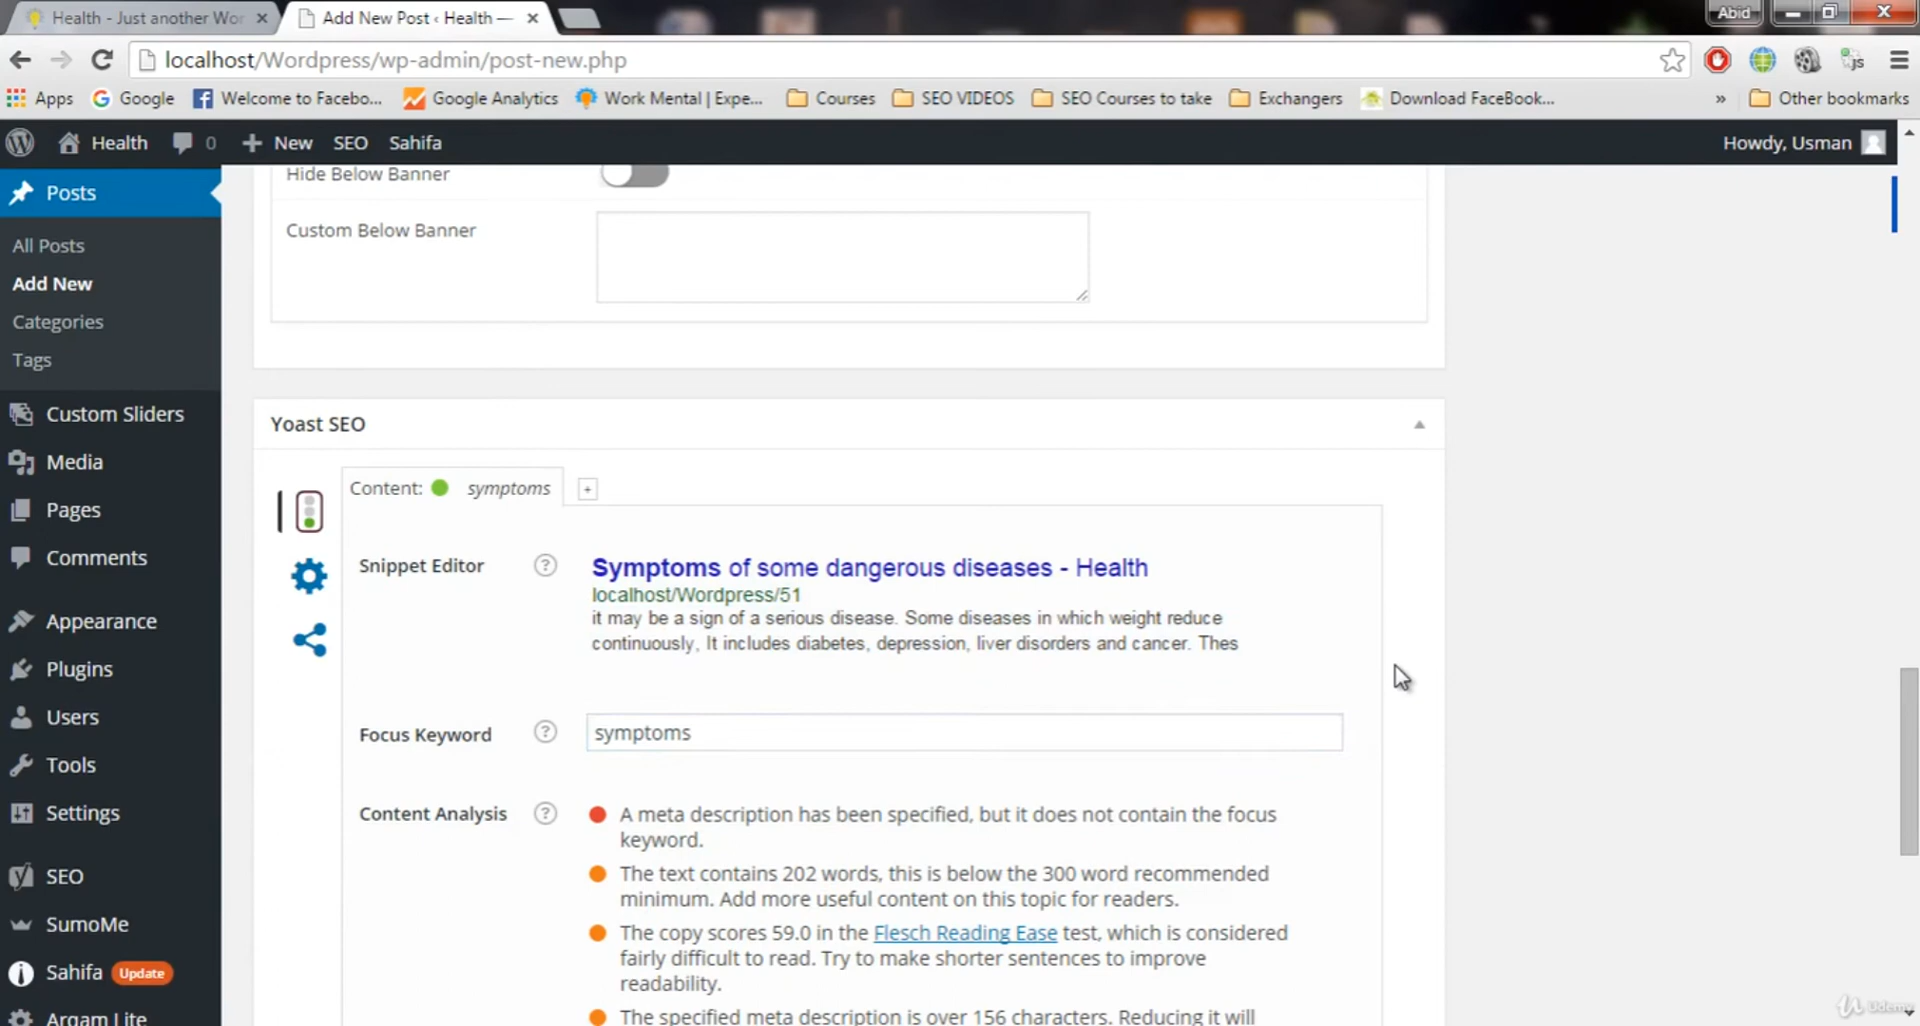 Health - Just another Wor
Add New Post ‹ Health —
Abid
localhost/Wordpress/wp-admin/post-new.php
JS
Apps
Google
Welcome to Facebo...
Google Analytics
Work Mental | Expe...
Courses
SEO VIDEOS
SEO Courses to take
Exchangers
Download FaceBook...
»
Other bookmarks
Health
0
New
SEO
Sahifa
Howdy, Usman
Posts
All Posts
Add New
Categories
Tags
Custom Sliders
Media
Pages
Comments
Appearance
Plugins
Users
Tools
Settings
SEO
SumoMe
Sahifa Update
Arqam Lite
Hide Below Banner
Custom Below Banner
Yoast SEO
Content: symptoms +
Snippet Editor ?
Symptoms of some dangerous diseases - Health
localhost/Wordpress/51
it may be a sign of a serious disease. Some diseases in which weight reduce
continuously, It includes diabetes, depression, liver disorders and cancer. Thes
Focus Keyword ? symptoms
Content Analysis ?
A meta description has been specified, but it does not contain the focus
keyword.
The text contains 202 words, this is below the 300 word recommended
minimum. Add more useful content on this topic for readers.
The copy scores 59.0 in the Flesch Reading Ease test, which is considered
fairly difficult to read. Try to make shorter sentences to improve
readability.
The specified meta description is over 156 characters. Reducing it will
Udemy